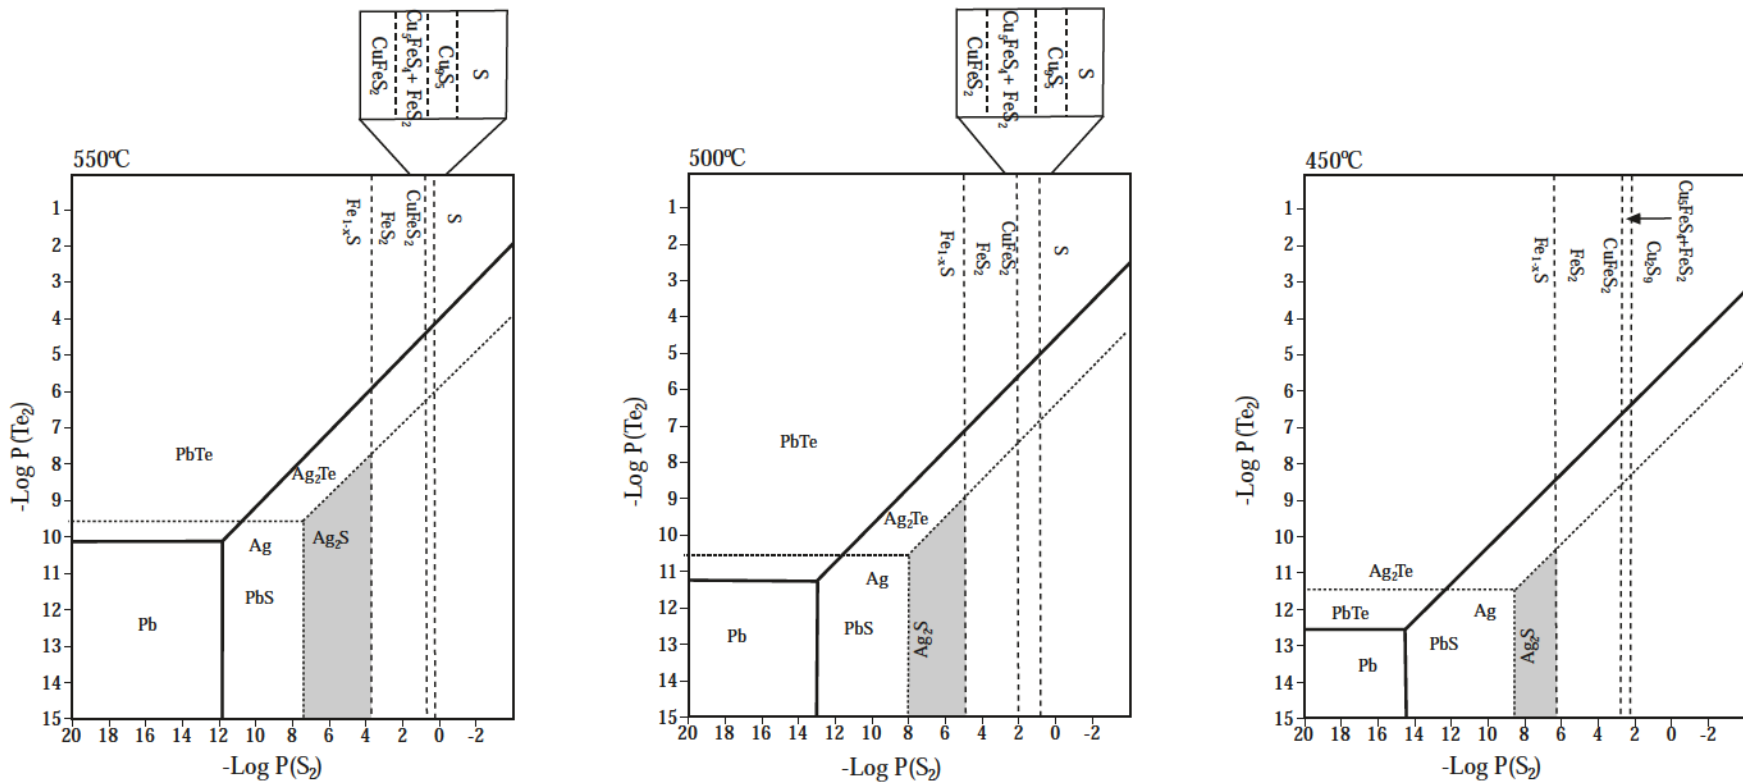 CuFeS₂
Cu₅FeS₄+ FeS₂
Cu₉S₅
S
550ºC
Fe₁₋ₓS
FeS₂
CuFeS₂
S
1
2
3
4
5
6
7
8
9
10
11
12
13
14
15
-Log P(Te₂)
PbTe
Ag₂Te
Ag
Ag₂S
PbS
Pb
20 18 16 14 12 10 8 6 4 2 0 -2
-Log P(S₂)
CuFeS₂
Cu₅FeS₄+ FeS₂
Cu₉S₅
S
500ºC
Fe₁₋ₓS
FeS₂
CuFeS₂
S
1
2
3
4
5
6
7
8
9
10
11
12
13
14
15
-Log P(Te₂)
PbTe
Ag₂Te
Ag
Ag₂S
PbS
Pb
20 18 16 14 12 10 8 6 4 2 0 -2
-Log P(S₂)
450ºC
Fe₁₋ₓS
FeS₂
CuFeS₂
Cu₂S₉
Cu₅FeS₄+FeS₂
1
2
3
4
5
6
7
8
9
10
11
12
13
14
15
-Log P(Te₂)
Ag₂Te
PbTe
Ag
PbS
Ag₂S
Pb
20 18 16 14 12 10 8 6 4 2 0 -2
-Log P(S₂)